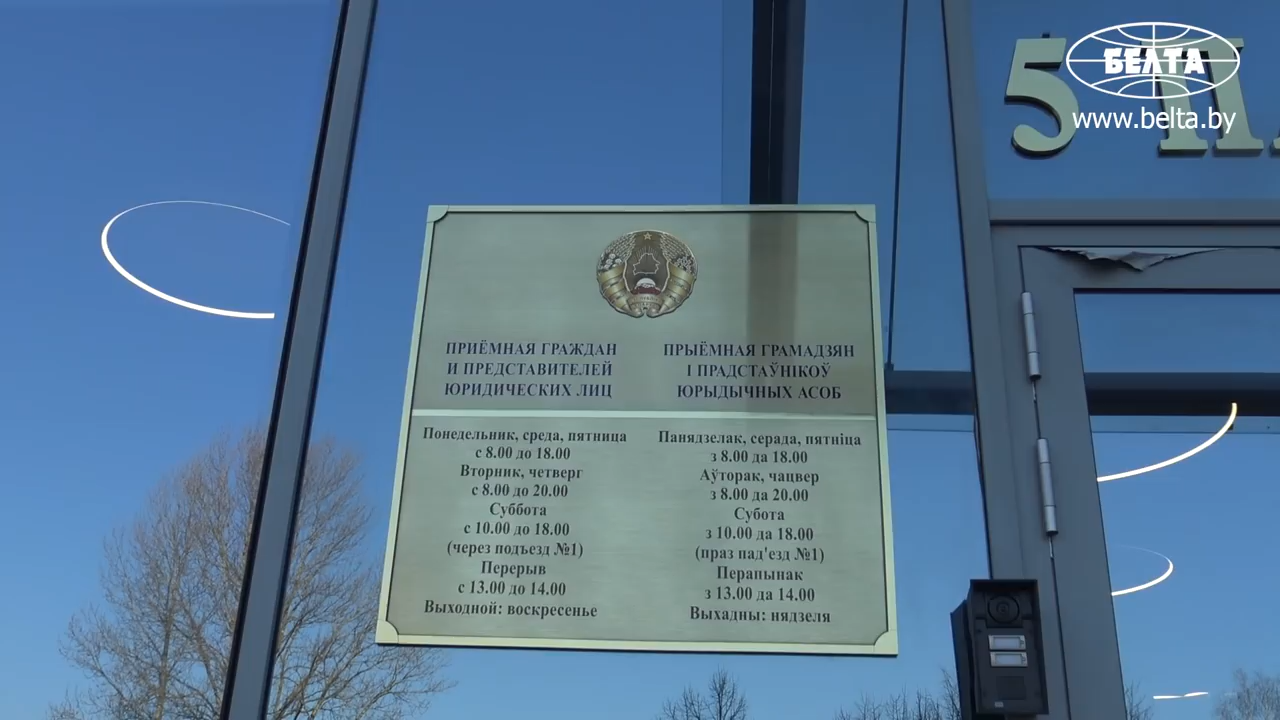 БЕЛТА
www.belta.by
5 П
ПРИЁМНАЯ ГРАЖДАН
И ПРЕДСТАВИТЕЛЕЙ
ЮРИДИЧЕСКИХ ЛИЦ
Понедельник, среда, пятница
с 8.00 до 18.00
Вторник, четверг
с 8.00 до 20.00
Суббота
с 10.00 до 18.00
(через подъезд №1)
Перерыв
с 13.00 до 14.00
Выходной: воскресенье
ПРЫЁМНАЯ ГРАМАДЗЯН
І ПРАДСТАЎНІКОЎ
ЮРЫДЫЧНЫХ АСОБ
Панядзелак, серада, пятніца
з 8.00 да 18.00
Аўторак, чацвер
з 8.00 да 20.00
Субота
з 10.00 да 18.00
(праз пад'езд №1)
Перапынак
з 13.00 да 14.00
Выхадны: нядзеля